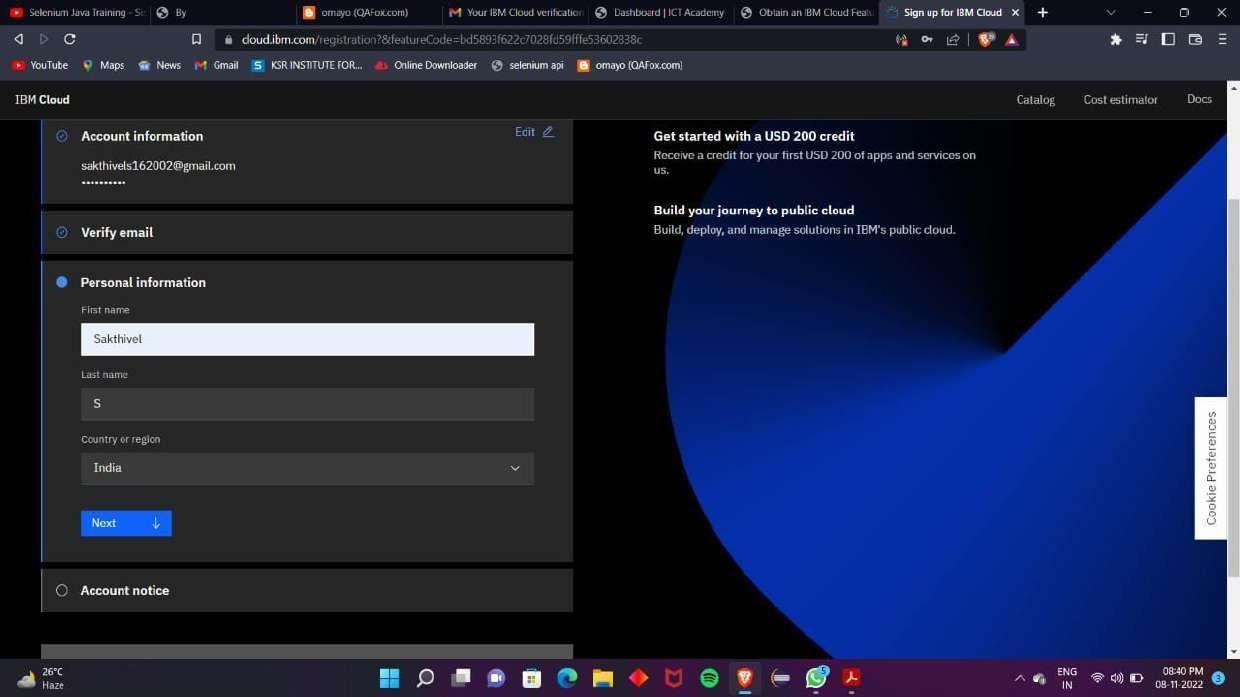 Selenium Java Training - Se
By
omayo (QAFox.com)
Your IBM Cloud verification
Dashboard | ICT Academy
Obtain an IBM Cloud Featu
Sign up for IBM Cloud
cloud.ibm.com/registration?&featureCode=bd5893f622c7028fd59fffe53602838c
YouTube
Maps
News
Gmail
KSR INSTITUTE FOR...
Online Downloader
selenium api
omayo (QAFox.com)
IBM Cloud
Catalog
Cost estimator
Docs
Account information
Edit
sakthivels162002@gmail.com
••••••••••
Verify email
Personal information
First name
Sakthivel
Last name
S
Country or region
India
Next
Account notice
Get started with a USD 200 credit
Receive a credit for your first USD 200 of apps and services on
us.
Build your journey to public cloud
Build, deploy, and manage solutions in IBM's public cloud.
Cookie Preferences
26°C
Haze
5
ENG
IN
08:40 PM
08-11-2022
3